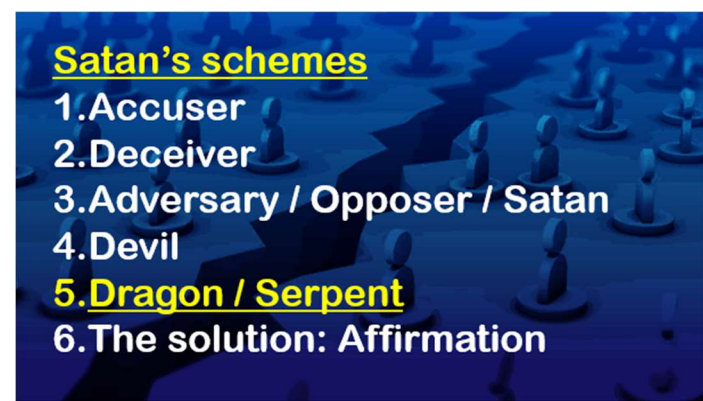 Satan's schemes
1.Accuser
2.Deceiver
3.Adversary / Opposer / Satan
4.Devil
5.Dragon / Serpent
6.The solution: Affirmation